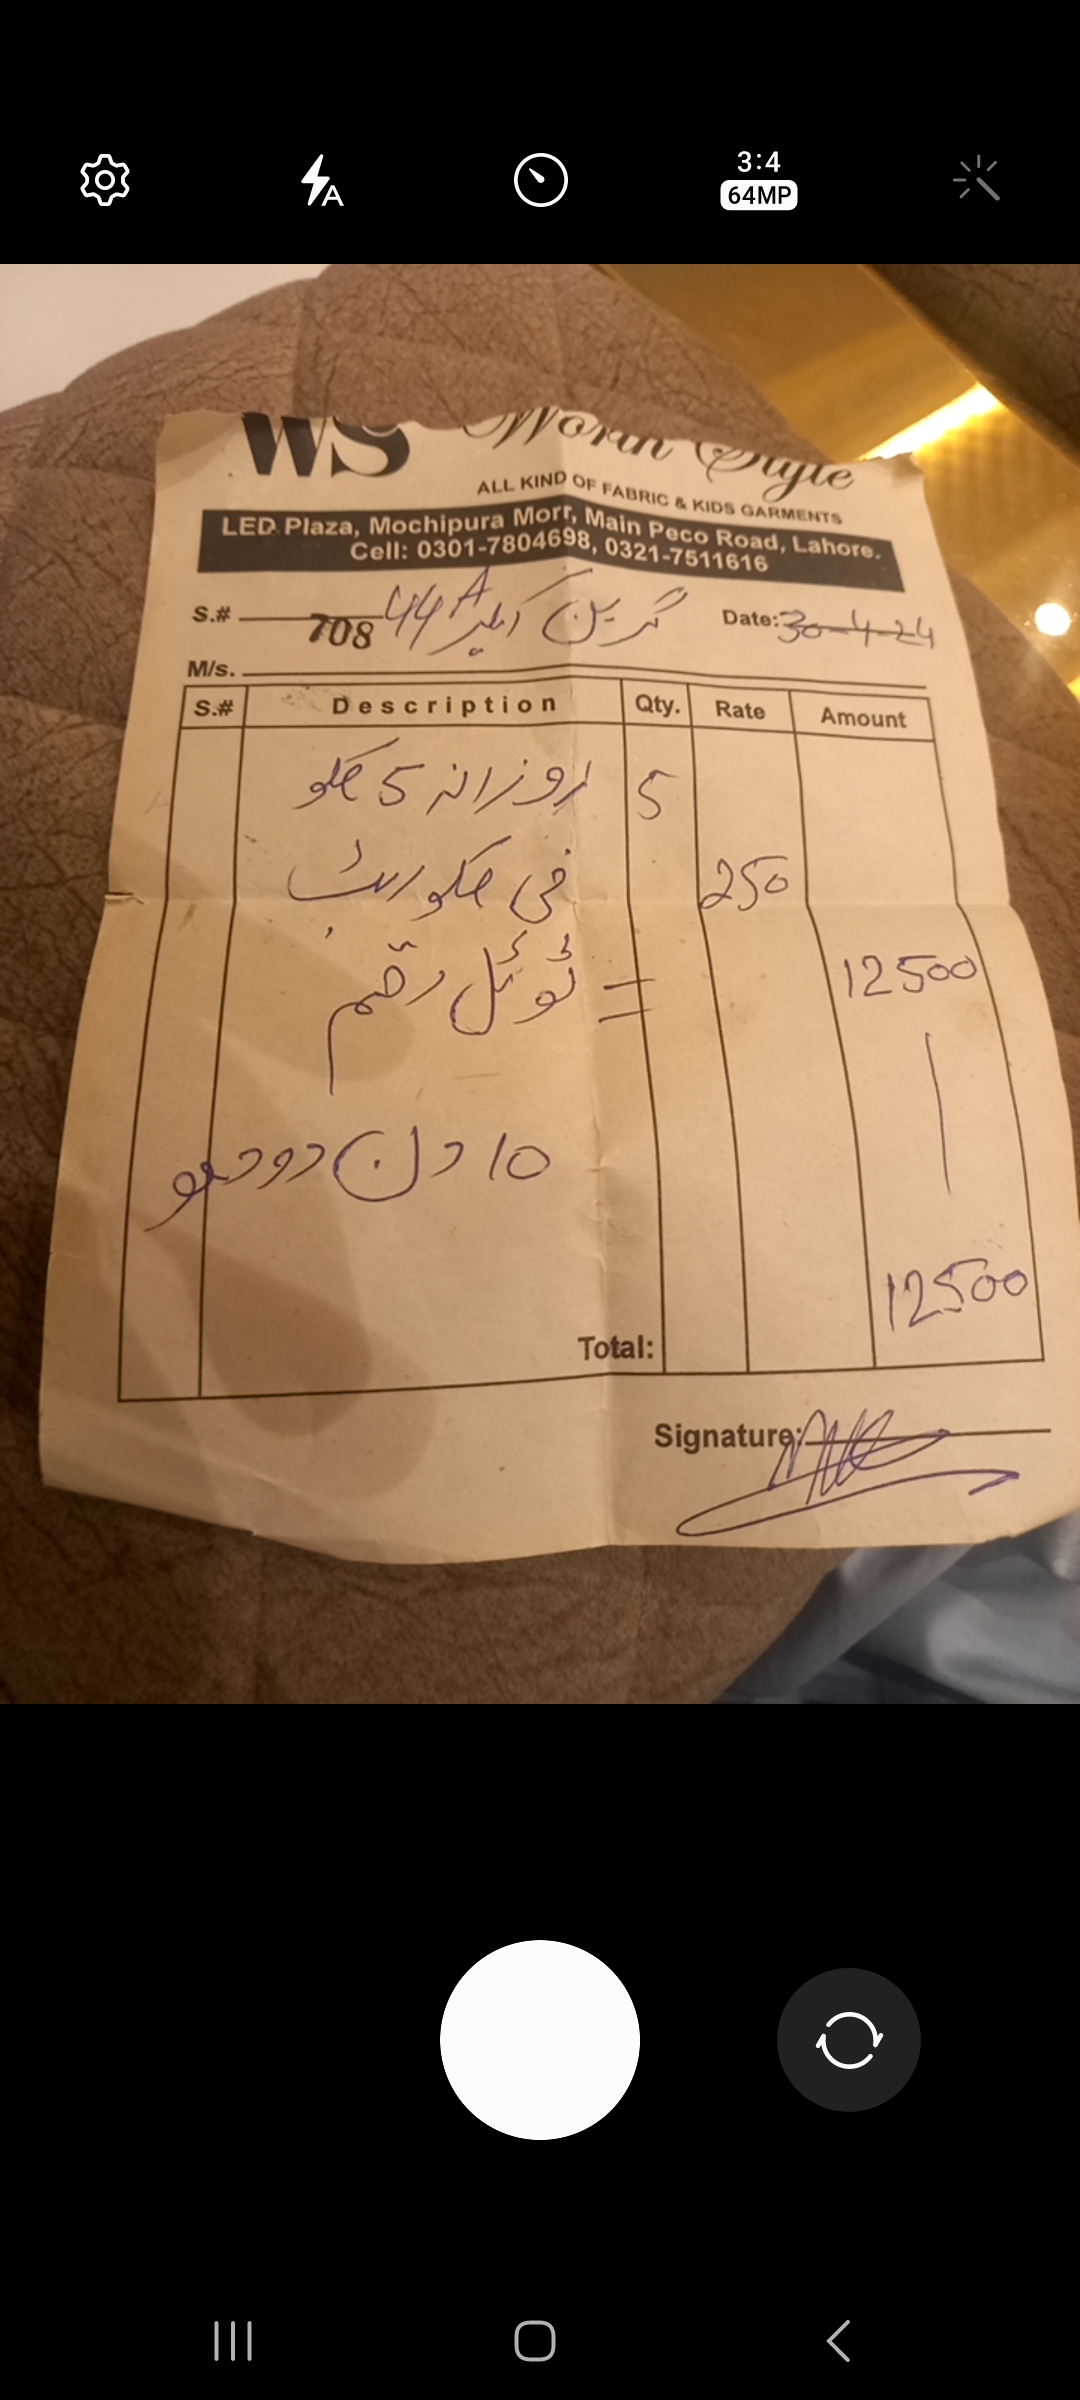 3:4
64MP
WS Worth Style
ALL KIND OF FABRIC & KIDS GARMENTS
LED Plaza, Mochipura Morr, Main Peco Road, Lahore.
Cell: 0301-7804698, 0321-7511616
S.# 708 44A گرین Date: 30-4-24
M/s.
S.# Description Qty. Rate Amount
روزانہ 5 کلو 5
فی کلو ریٹ 250
ٹوٹل رقم = 12500
10 دن دودھ
12500
Total:
Signature: